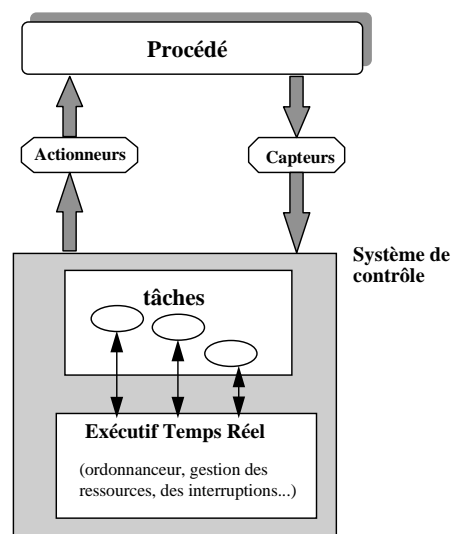 Procédé
Actionneurs
Capteurs
Système de
contrôle
tâches
Exécutif Temps Réel
(ordonnanceur, gestion des
ressources, des interruptions...)